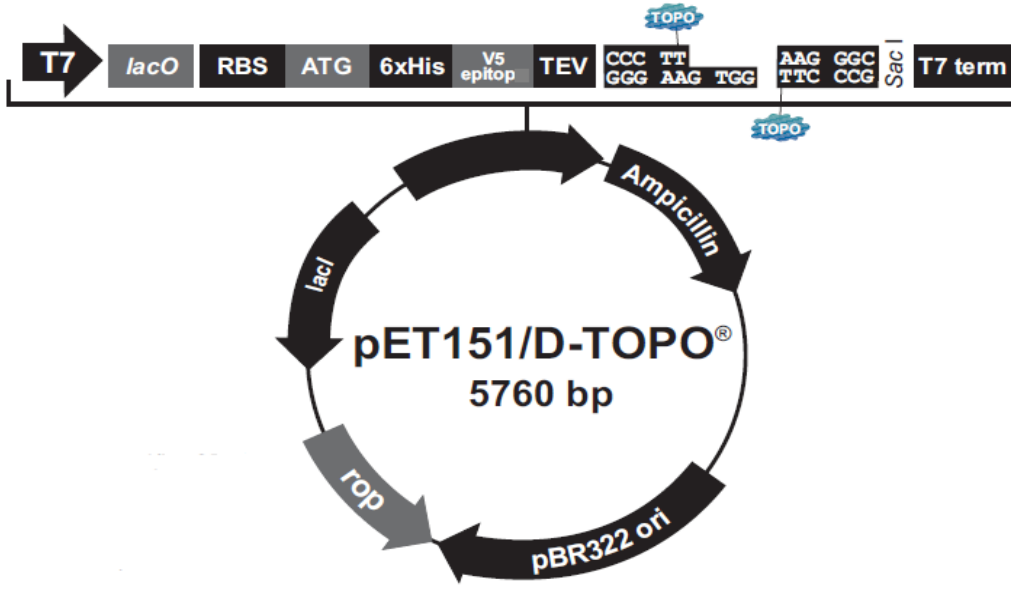 TOPO
T7
lacO
RBS
ATG
6xHis
V5
epitop
TEV
CCC TT
GGG AAG TGG
AAG GGC
TTC CCG
Sac I
T7 term
TOPO
Ampicillin
lacI
pET151/D-TOPO®
5760 bp
rop
pBR322 ori